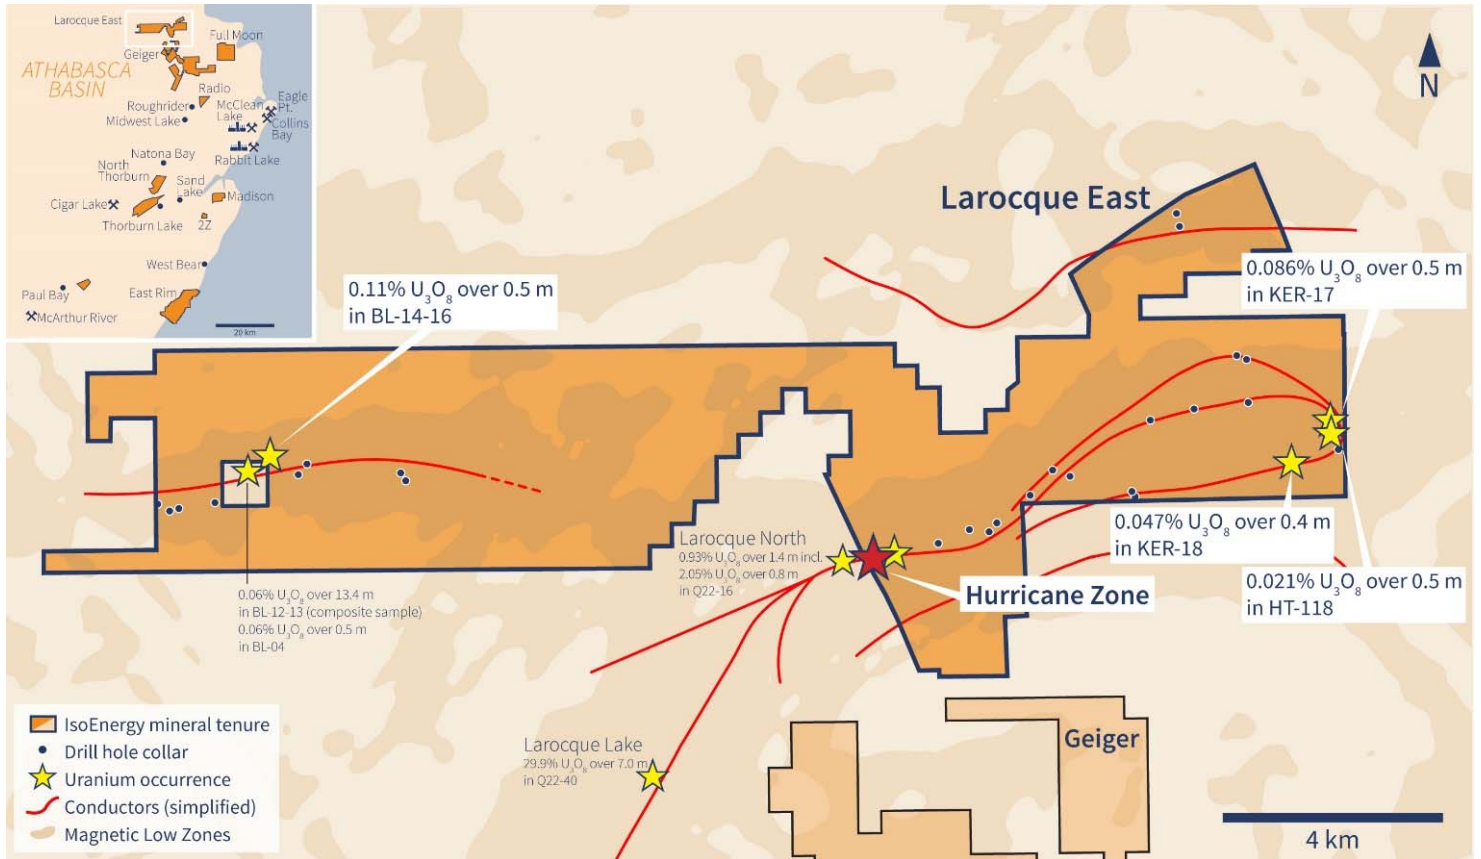 Larocque East
Full Moon
Geiger
ATHABASCA
BASIN
Radio
Eagle
Pt.
Roughrider
McClean
Lake
Midwest Lake
Collins
Bay
Natona Bay
Rabbit Lake
North
Thorburn
Sand
Lake
Madison
Cigar Lake
Thorburn Lake
2Z
West Bear
Paul Bay
East Rim
McArthur River
20 km
N
Larocque East
0.11% U₃O₈ over 0.5 m
in BL-14-16
0.086% U₃O₈ over 0.5 m
in KER-17
0.047% U₃O₈ over 0.4 m
in KER-18
0.021% U₃O₈ over 0.5 m
in HT-118
Larocque North
0.93% U₃O₈ over 1.4 m incl.
2.05% U₃O₈ over 0.8 m
in Q22-16
Hurricane Zone
0.06% U₃O₈ over 13.4 m
in BL-12-13 (composite sample)
0.06% U₃O₈ over 0.5 m
in BL-04
Larocque Lake
29.9% U₃O₈ over 7.0 m
in Q22-40
Geiger
IsoEnergy mineral tenure
Drill hole collar
Uranium occurrence
Conductors (simplified)
Magnetic Low Zones
4 km